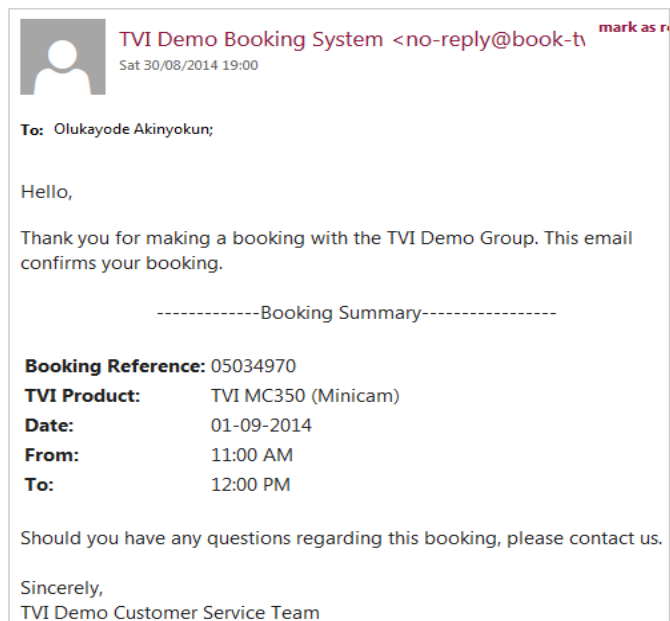 TVI Demo Booking System <no-reply@book-tv mark as re
Sat 30/08/2014 19:00
To: Olukayode Akinyokun;
Hello,
Thank you for making a booking with the TVI Demo Group. This email
confirms your booking.
-------------Booking Summary-----------------
Booking Reference: 05034970
TVI Product: TVI MC350 (Minicam)
Date: 01-09-2014
From: 11:00 AM
To: 12:00 PM
Should you have any questions regarding this booking, please contact us.
Sincerely,
TVI Demo Customer Service Team